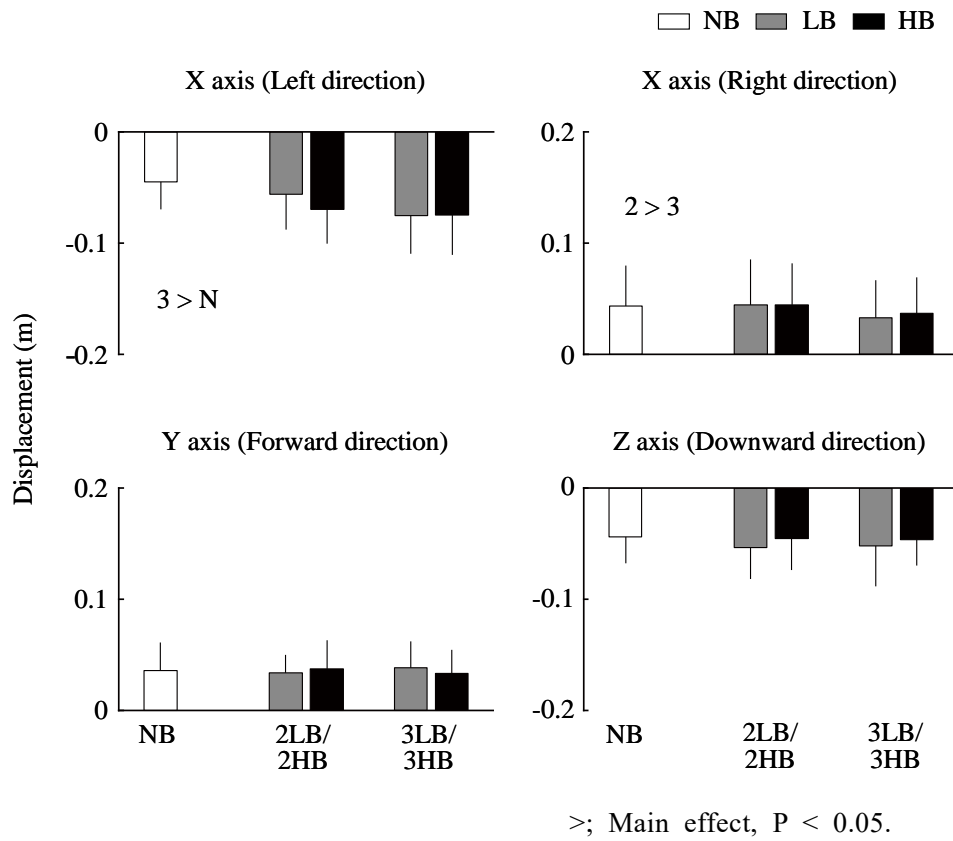 NB LB HB
X axis (Left direction)
X axis (Right direction)
0
-0.1
-0.2
3 > N
0.2
0.1
0
2 > 3
Displacement (m)
Y axis (Forward direction)
Z axis (Downward direction)
0.2
0.1
0
0
-0.1
-0.2
NB
2LB/
2HB
3LB/
3HB
NB
2LB/
2HB
3LB/
3HB
>; Main effect, P < 0.05.